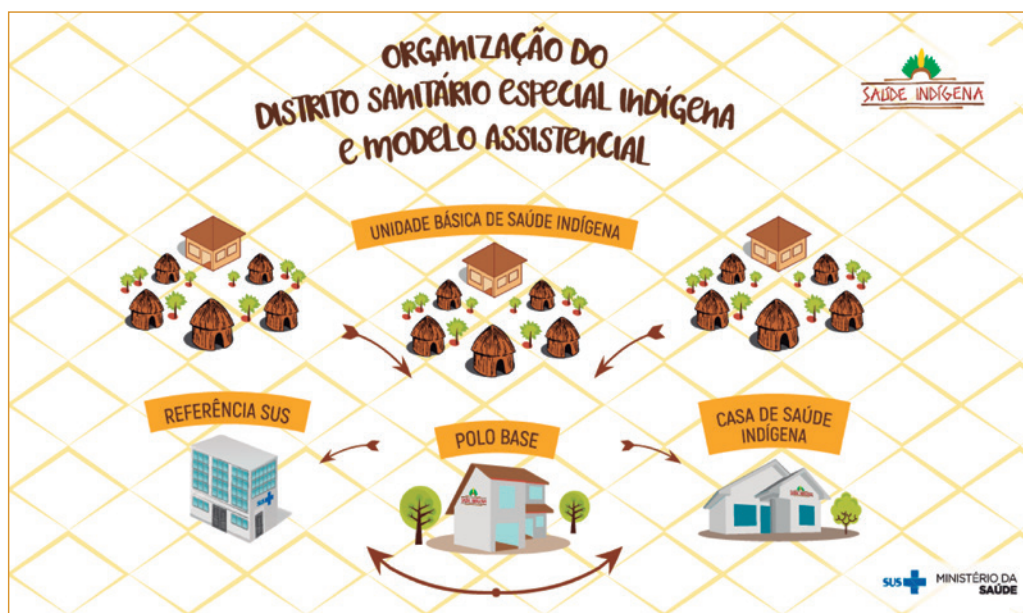 ORGANIZAÇÃO DO
DISTRITO SANITÁRIO ESPECIAL INDÍGENA
E MODELO ASSISTENCIAL
SAÚDE INDÍGENA
UNIDADE BÁSICA DE SAÚDE INDÍGENA
REFERÊNCIA SUS
POLO BASE
CASA DE SAÚDE
INDÍGENA
SUS
SUS
MINISTÉRIO DA
SAÚDE